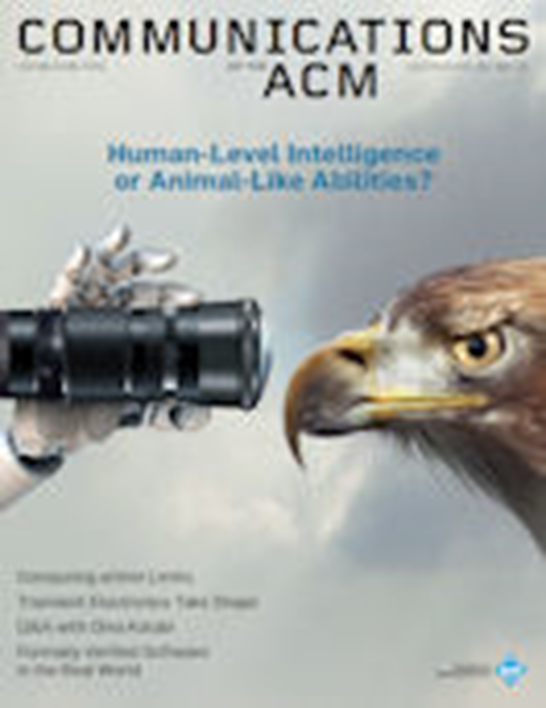 COMMUNICATIONS
ACM
Human-Level Intelligence
or Animal-Like Abilities?
Computing within Limits
Transient Electronics Take Shape
Q&A with Dina Katabi
Formally Verified Software
in the Real World